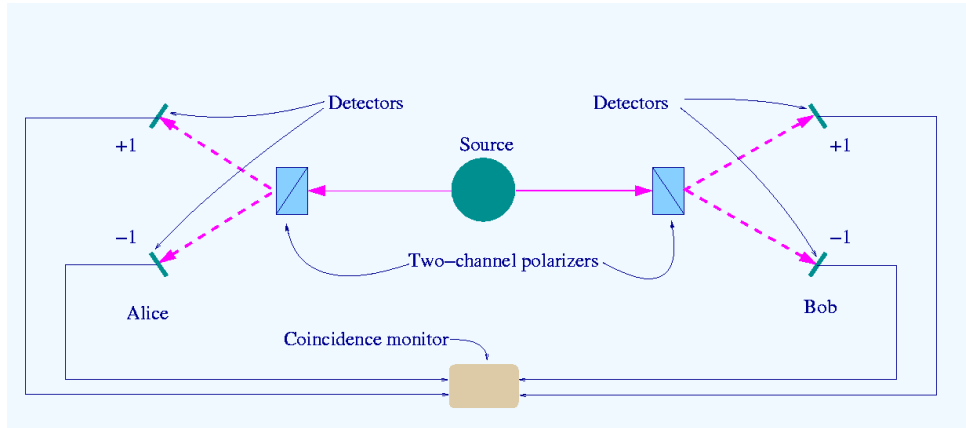 Detectors
Detectors
+1
Source
+1
−1
−1
Two−channel polarizers
Alice
Bob
Coincidence monitor